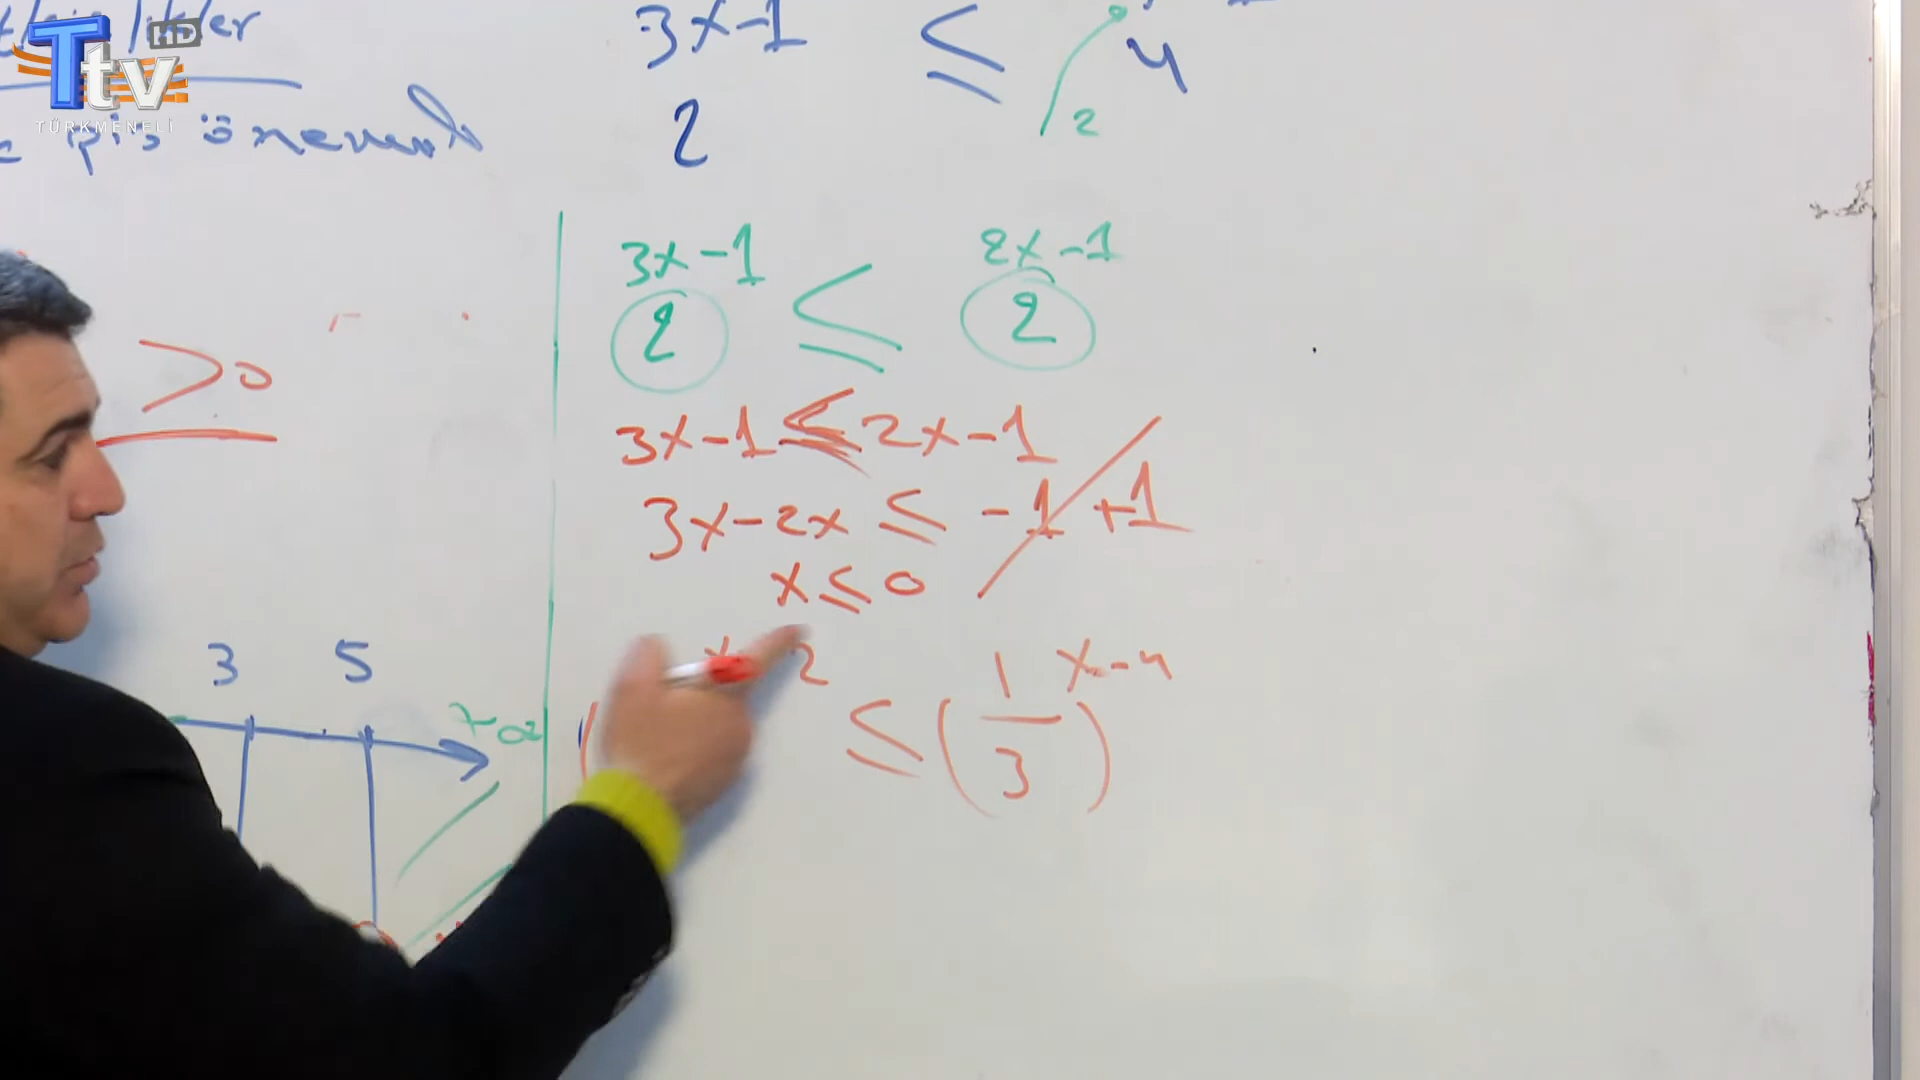 HD
Ttv
TÜRKMENELİ
önemli
3x-1 ≤ 4
2
2
3x-1 2x-1
2 ≤ 2
>0
3x-1 ≤ 2x-1
3x-2x ≤ -1 +1
x ≤ 0
3 5
x 2 ≤ (1/3) x-4
+∞